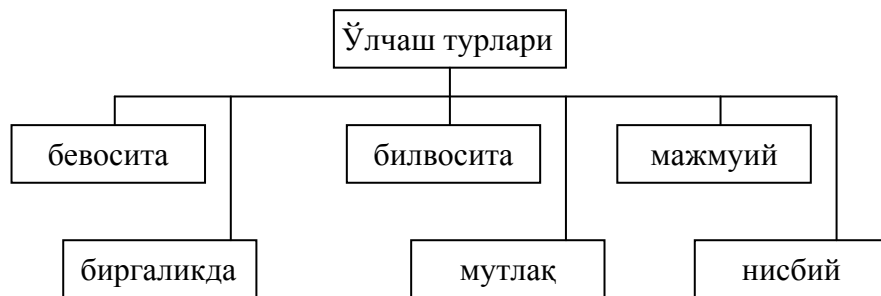 Ўлчаш турлари
бевосита
билвосита
мажмуий
биргаликда
мутлақ
нисбий